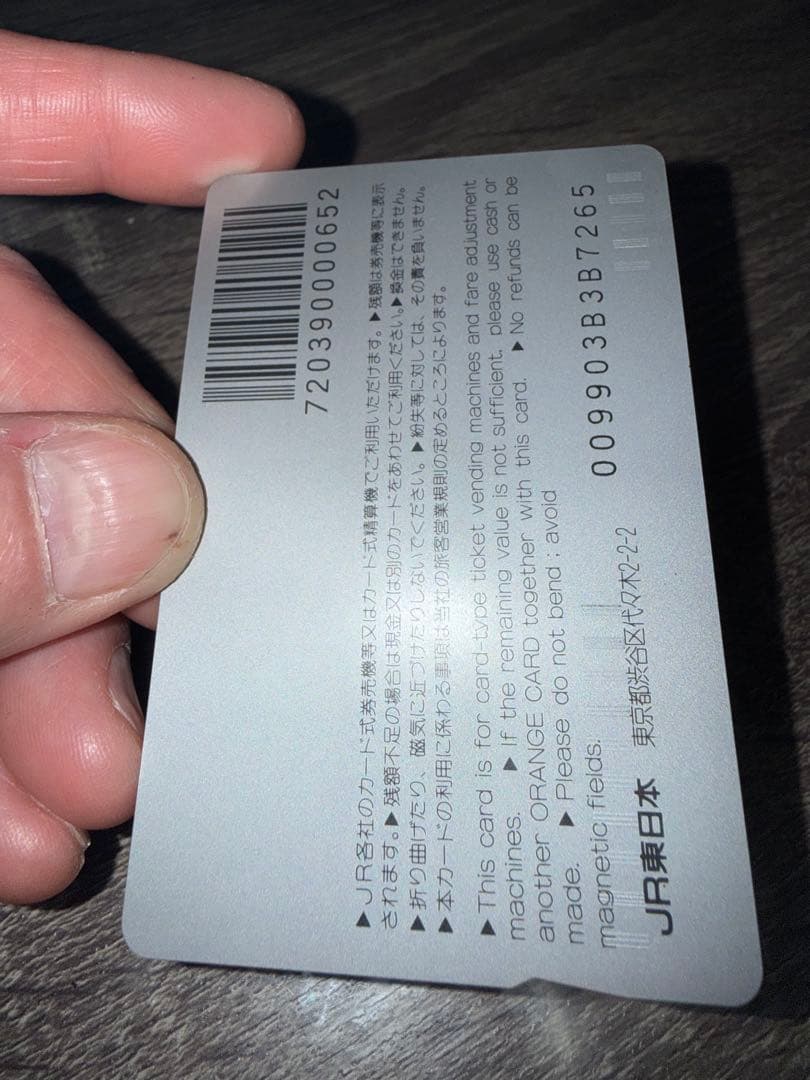 72039 0000652
▶JR各社のカード式券売機等又はカード式精算機でご利用いただけます。▶残額は券売機等に表示
されます。▶残額不足の場合は現金又は別のカードをあわせてご利用ください。▶換金はできません。
▶折り曲げたり、磁気に近づけたりしないでください。▶紛失等に対しては、その責を負いません。
▶本カードの利用に係わる事項は当社の旅客営業規則の定めるところによります。
▶This card is for card-type ticket vending machines and fare adjustment
machines. ▶If the remaining value is not sufficient, please use cash or
another ORANGE CARD together with this card. ▶No refunds can be
made. ▶Please do not bend ; avoid
magnetic fields.
009903B3B7265
JR東日本 東京都渋谷区代々木2-2-2